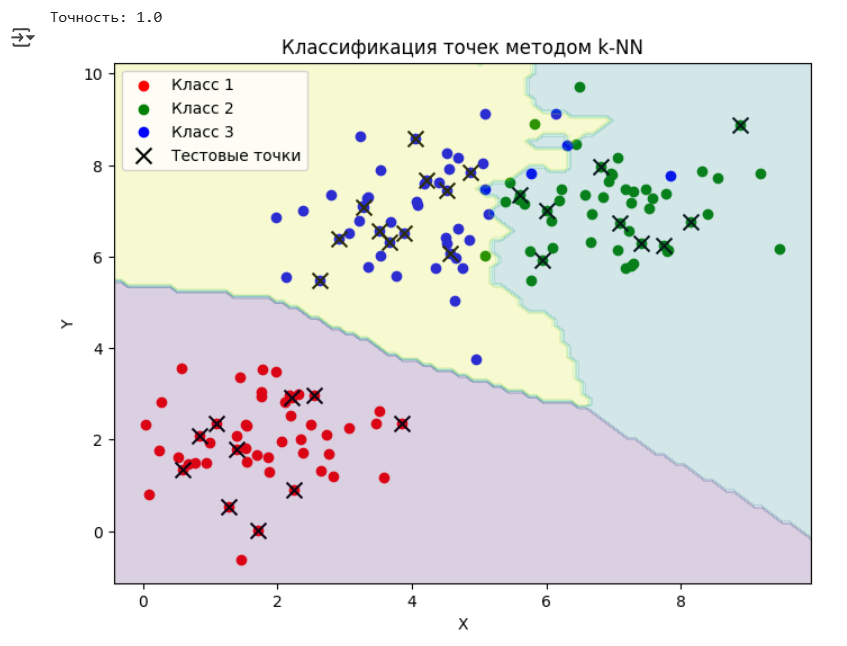 Точность: 1.0
Классификация точек методом k-NN
Класс 1
Класс 2
Класс 3
Тестовые точки
10
8
6
4
2
0
Y
0 2 4 6 8
X